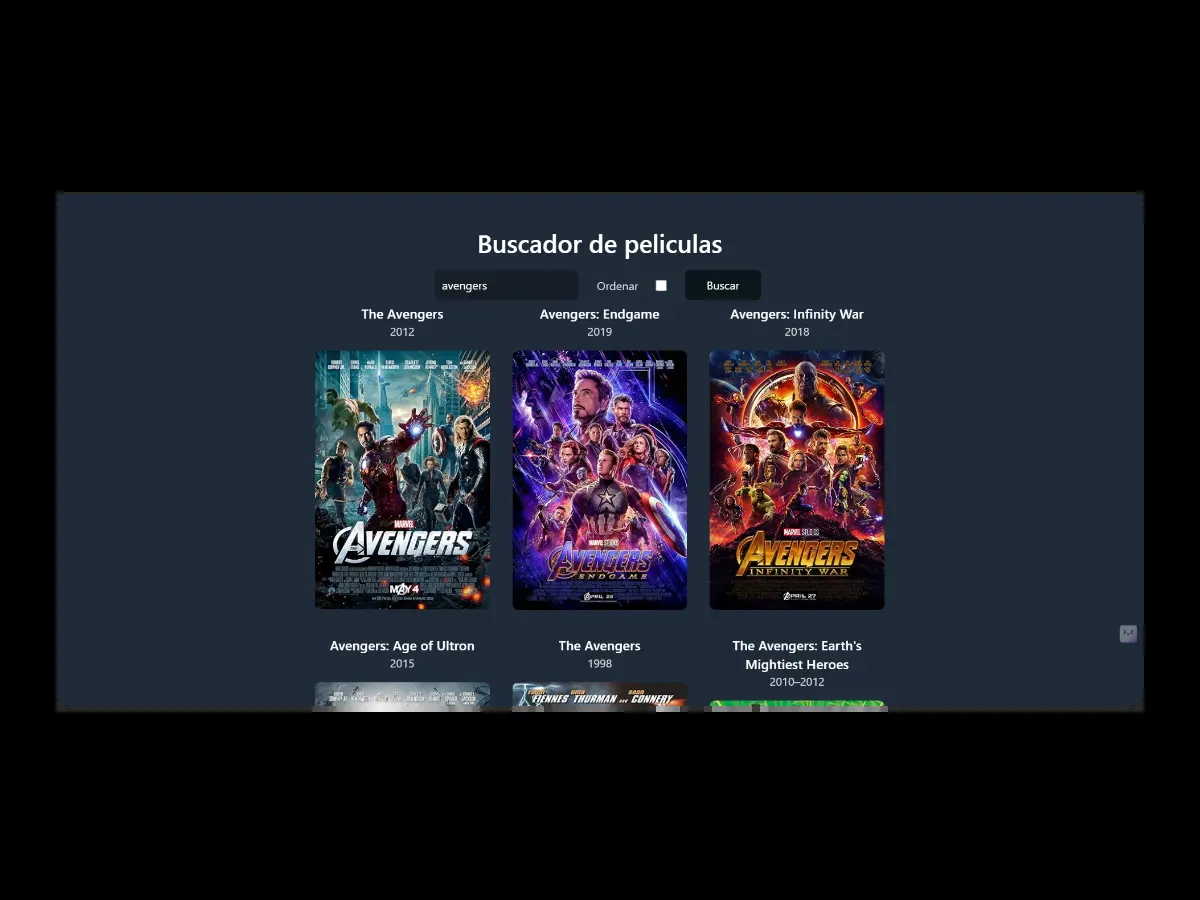 Buscador de peliculas
avengers
Ordenar
Buscar
The Avengers
2012
Avengers: Endgame
2019
Avengers: Infinity War
2018
MARVEL
AVENGERS
MAY 4
MARVEL STUDIOS
AVENGERS
ENDGAME
APRIL 26
MARVEL STUDIOS
AVENGERS
INFINITY WAR
APRIL 27
Avengers: Age of Ultron
2015
The Avengers
1998
The Avengers: Earth's
Mightiest Heroes
2010–2012
FIENNES THURMAN AND CONNERY